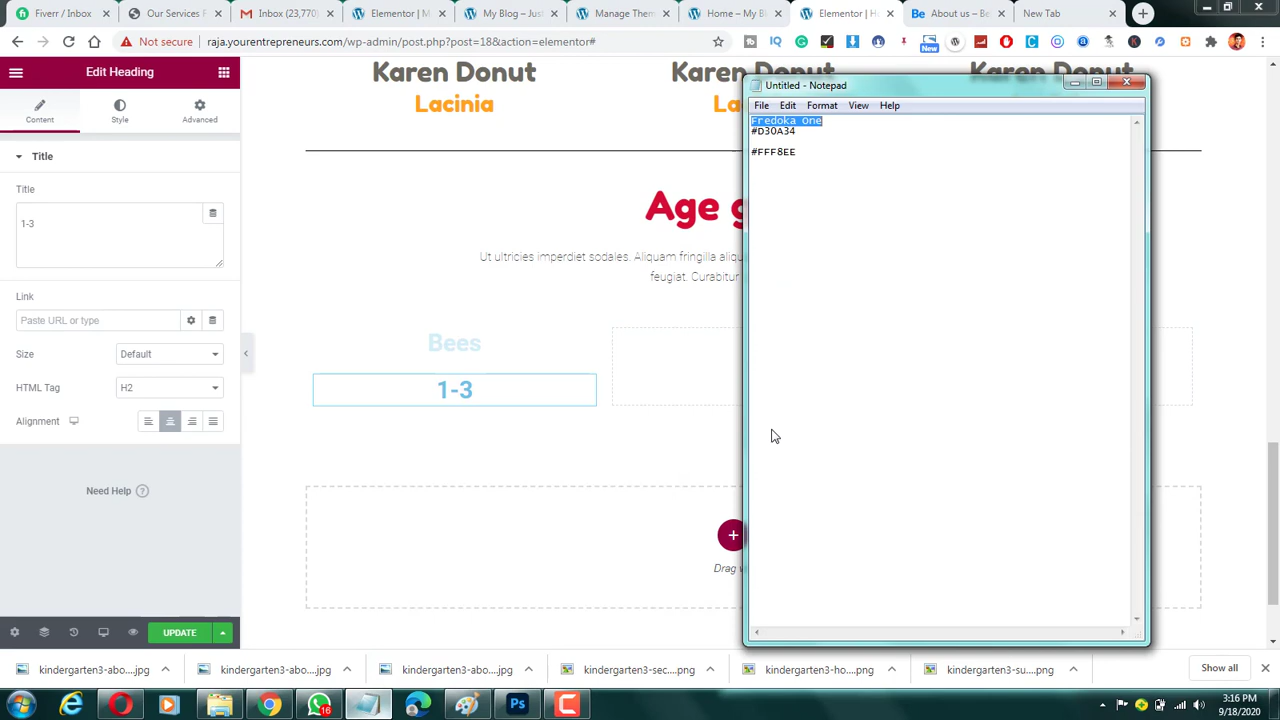 Fiverr / Inbox
Our Services F
Inbox (23,770)
Elementor | M
My Blog – Just
Manage Them
Home – My Bl
Elementor | H
About us – Be
New Tab
Not secure
raja.yourentrepreneurs.com/wp-admin/post.php?post=18&action=elementor#
New
Edit Heading
Content
Style
Advanced
Title
Title
1-3
Link
Paste URL or type
Size
Default
HTML Tag
H2
Alignment
Need Help
UPDATE
Karen Donut
Karen Donut
Karen Donut
Lacinia
La
Age g
Ut ultricies imperdiet sodales. Aliquam fringilla aliqu
feugiat. Curabitur
Bees
1-3
Drag w
Untitled - Notepad
File
Edit
Format
View
Help
Fredoka One
#D30A34
#FFF8EE
kindergarten3-abo....jpg
kindergarten3-abo....jpg
kindergarten3-abo....jpg
kindergarten3-sec....png
kindergarten3-ho....png
kindergarten3-su....png
Show all
16
3:16 PM
9/18/2020